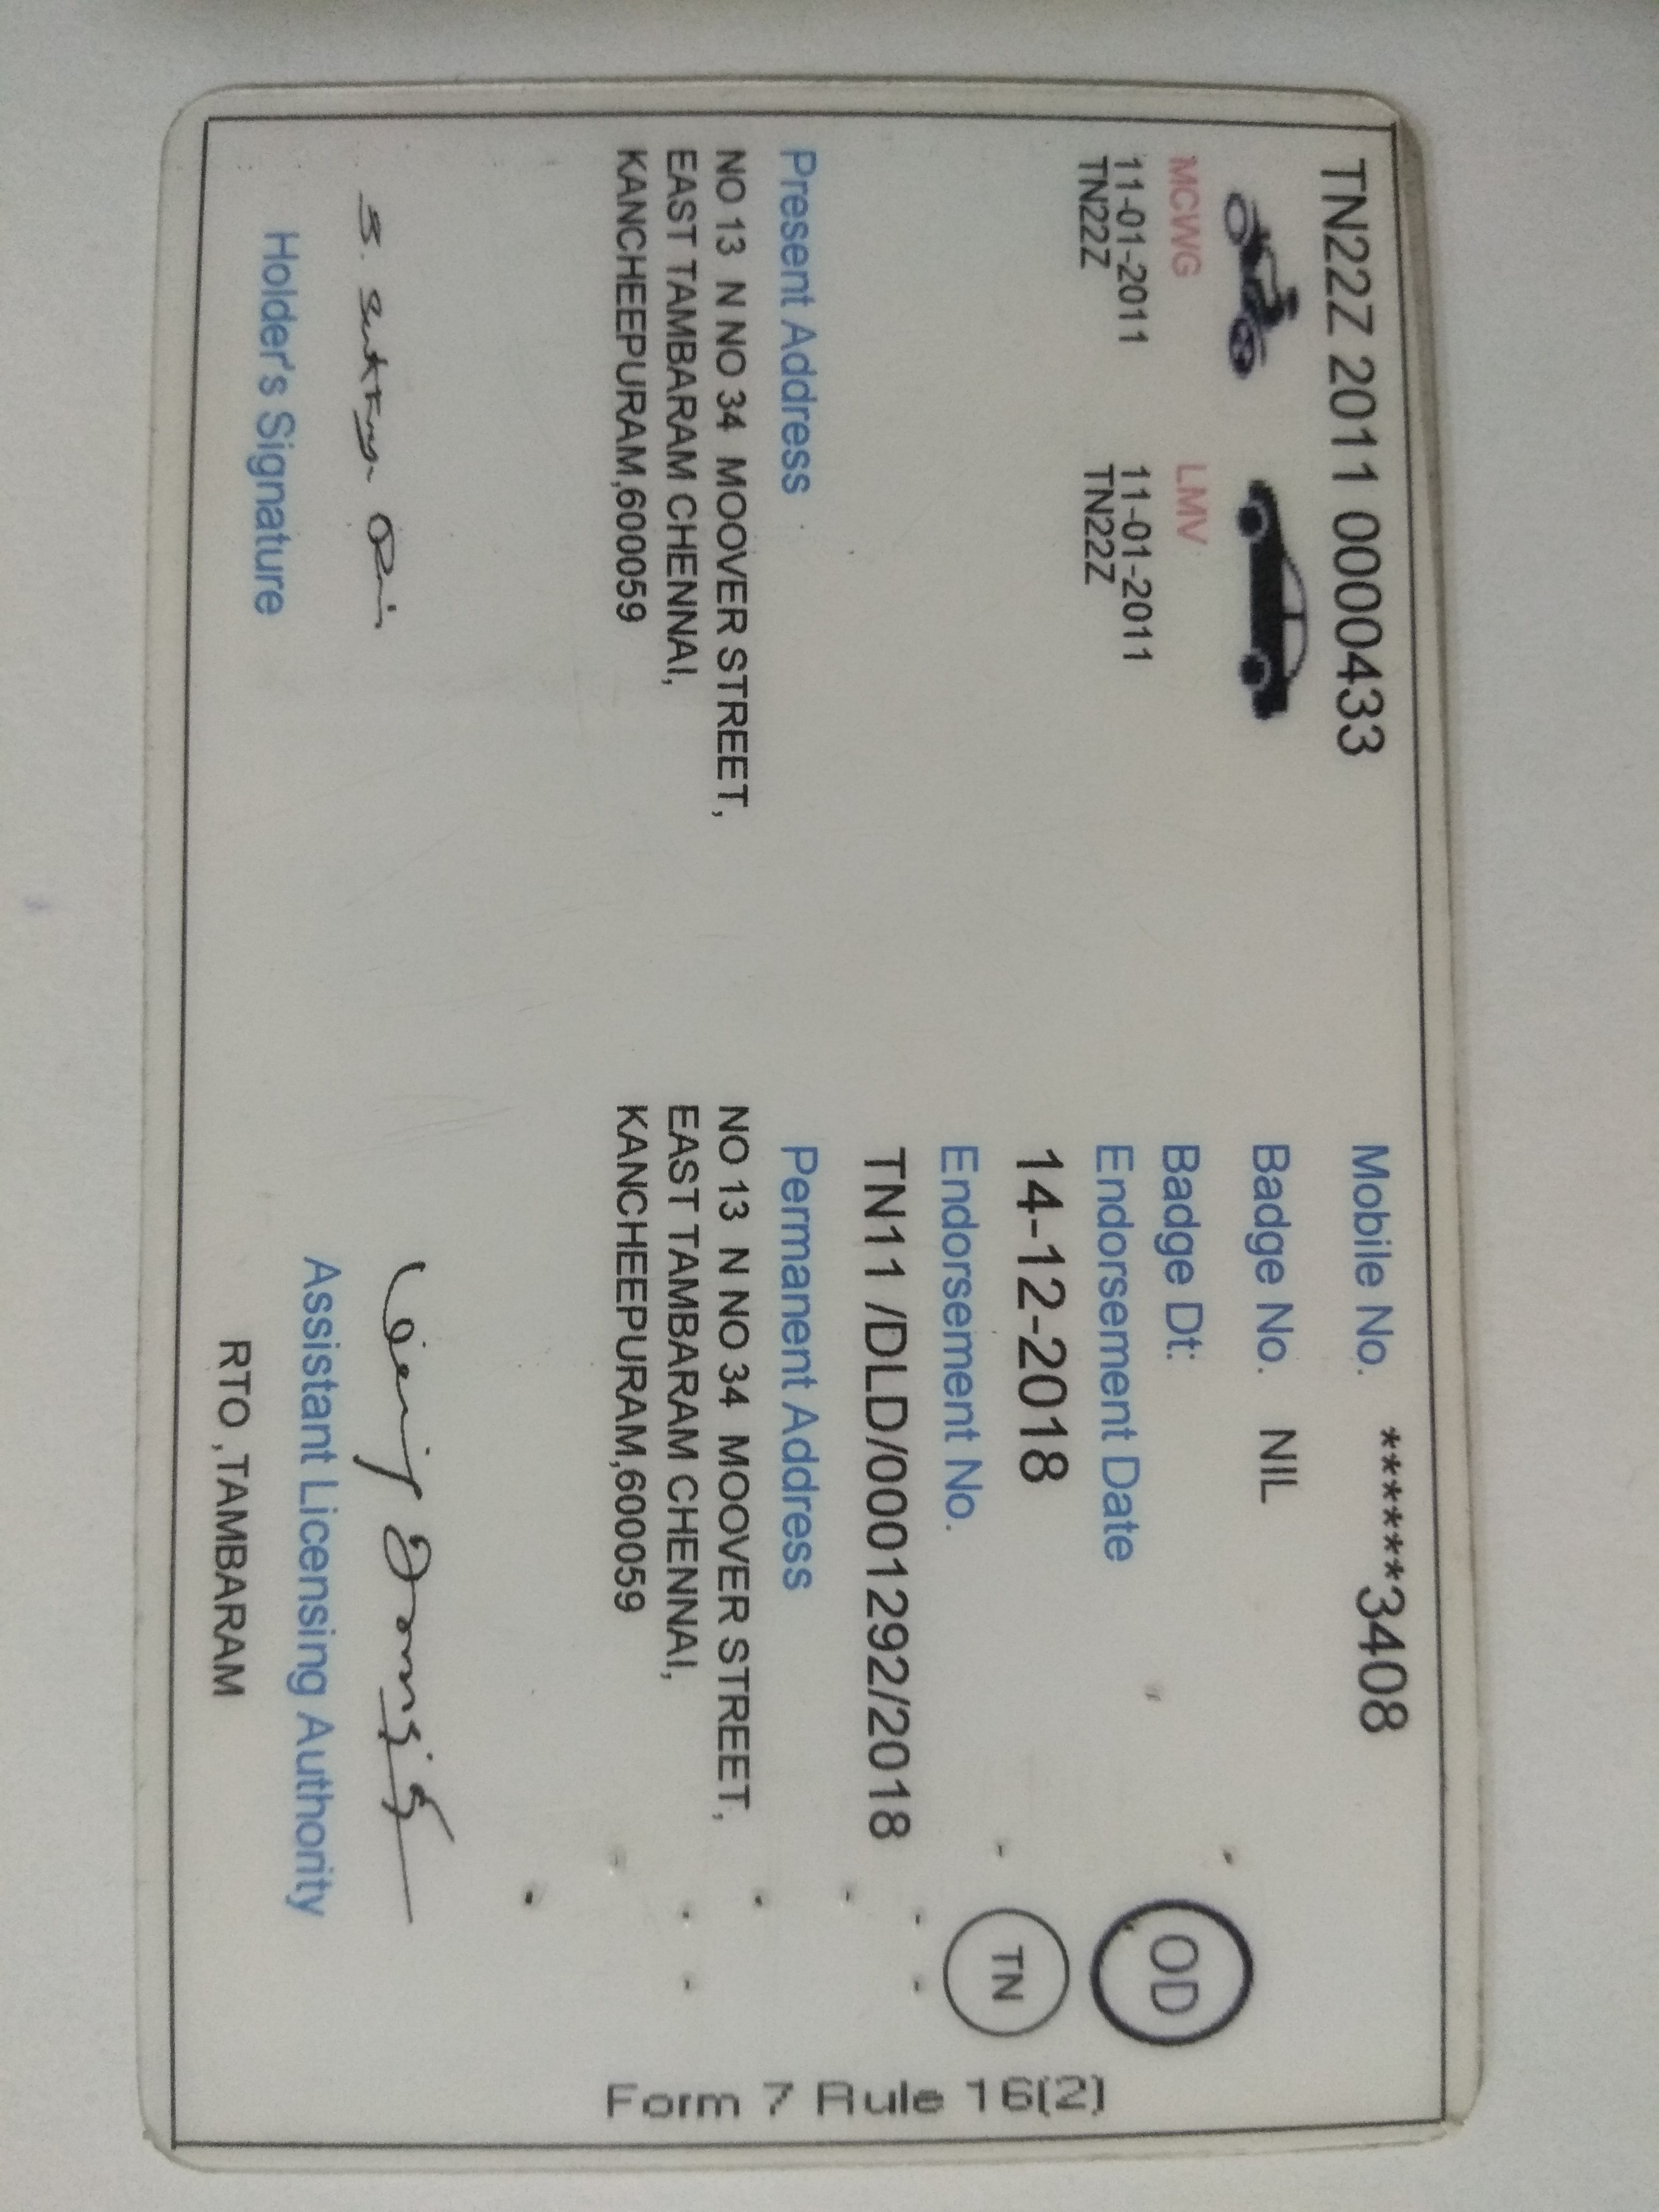 TN22Z 2011 0000433
Mobile No. ******3408
Badge No. NIL
MCWG LMV
Badge Dt:
11-01-2011 11-01-2011
TN22Z TN22Z
Endorsement Date
14-12-2018
OD
Endorsement No.
TN
TN11 /DLD/0001292/2018
Present Address
NO 13 N NO 34 MOOVER STREET,
EAST TAMBARAM CHENNAI,
KANCHEEPURAM,600059
Permanent Address
NO 13 N NO 34 MOOVER STREET,
EAST TAMBARAM CHENNAI,
KANCHEEPURAM,600059
Holder's Signature
Assistant Licensing Authority
RTO ,TAMBARAM
Form 7 Rule 16(2)